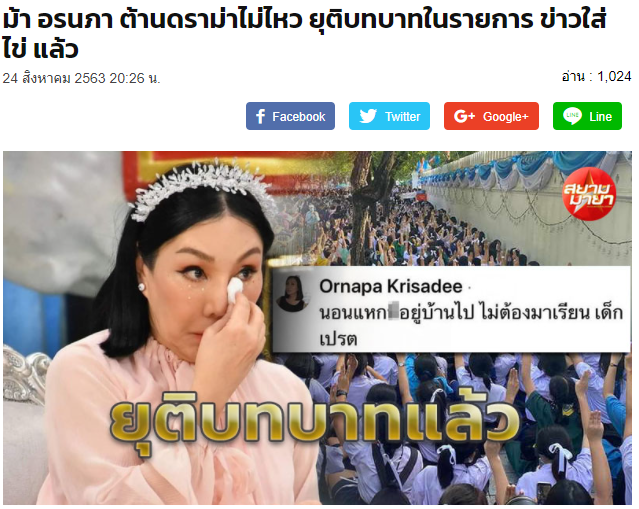 ม้า อรนภา ต้านดราม่าไม่ไหว ยุติบทบาทในรายการ ข่าวใส่
ไข่ แล้ว
24 สิงหาคม 2563 20:26 น.
อ่าน : 1,024
Facebook
Twitter
G+ Google+
LINE Line
สยาม
มายา
Ornapa Krisadee
นอนแหก อยู่บ้านไป ไม่ต้องมาเรียน เด็ก
เปรต
ยุติบทบาทแล้ว